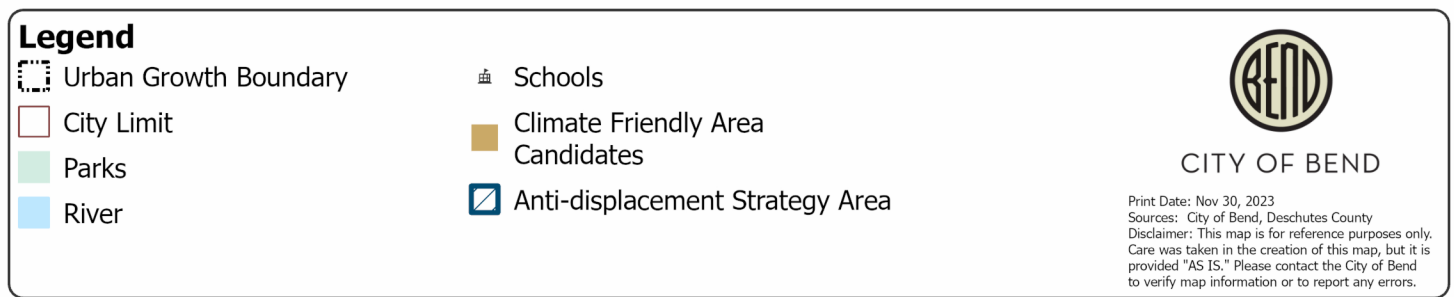 Legend
Urban Growth Boundary
City Limit
Parks
River
Schools
Climate Friendly Area
Candidates
Anti-displacement Strategy Area
BEND
CITY OF BEND
Print Date: Nov 30, 2023
Sources: City of Bend, Deschutes County
Disclaimer: This map is for reference purposes only.
Care was taken in the creation of this map, but it is
provided "AS IS." Please contact the City of Bend
to verify map information or to report any errors.